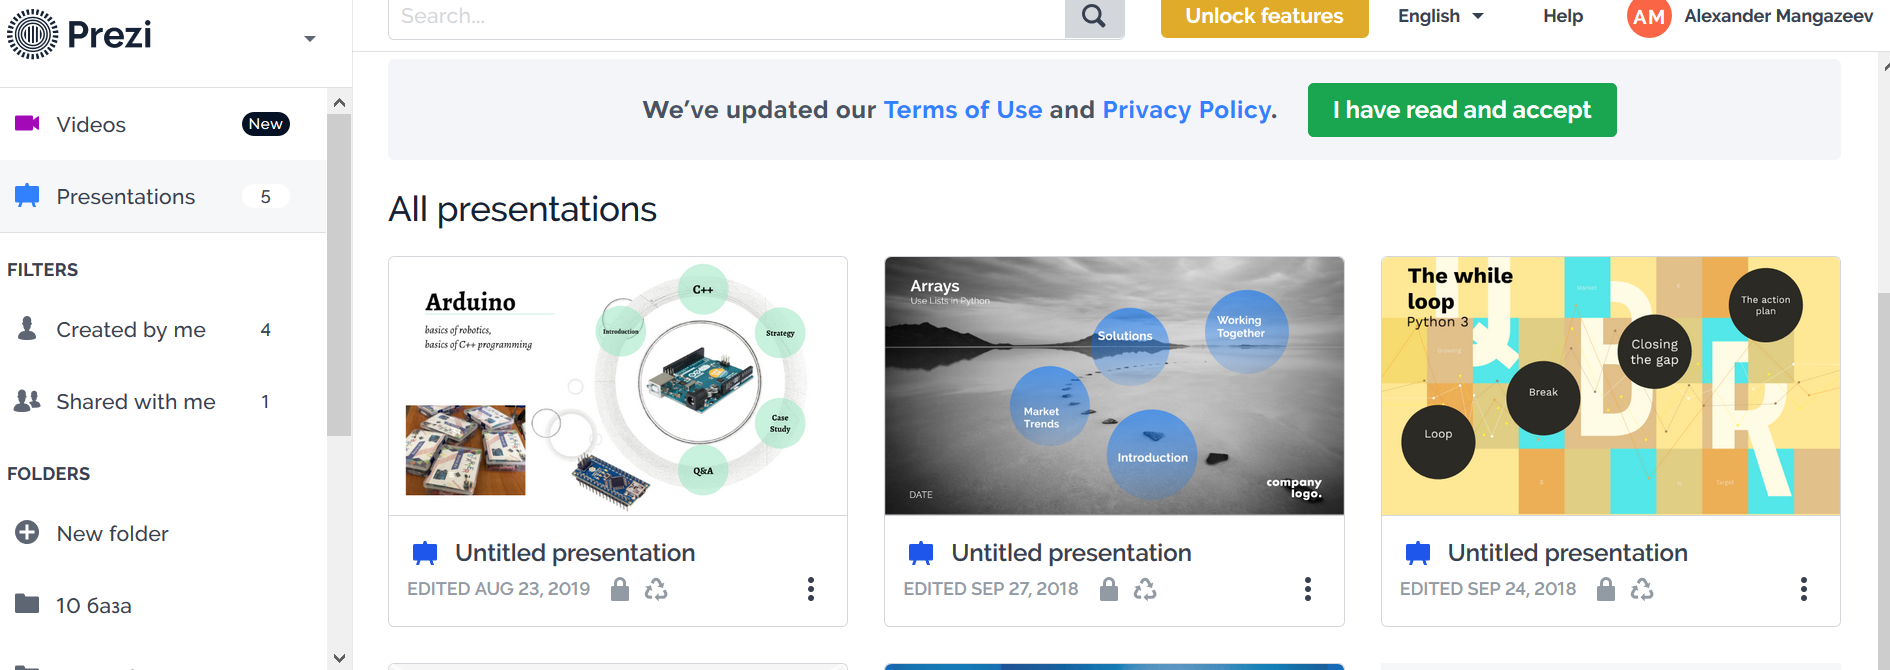 Prezi
Search...
Unlock features
English
Help
AM
Alexander Mangazeev
Videos
New
Presentations
5
FILTERS
Created by me
4
Shared with me
1
FOLDERS
New folder
10 база
We've updated our Terms of Use and Privacy Policy.
I have read and accept
All presentations
Arduino
basics of robotics,
basics of C++ programming
C++
Introduction
Strategy
Case
Study
Q&A
Untitled presentation
EDITED AUG 23, 2019
Arrays
Use Lists in Python
Solutions
Working
Together
Market
Trends
Introduction
DATE
company
logo.
Untitled presentation
EDITED SEP 27, 2018
The while
loop
Python 3
Market
The action
plan
Closing
the gap
Break
Loop
Target
Untitled presentation
EDITED SEP 24, 2018